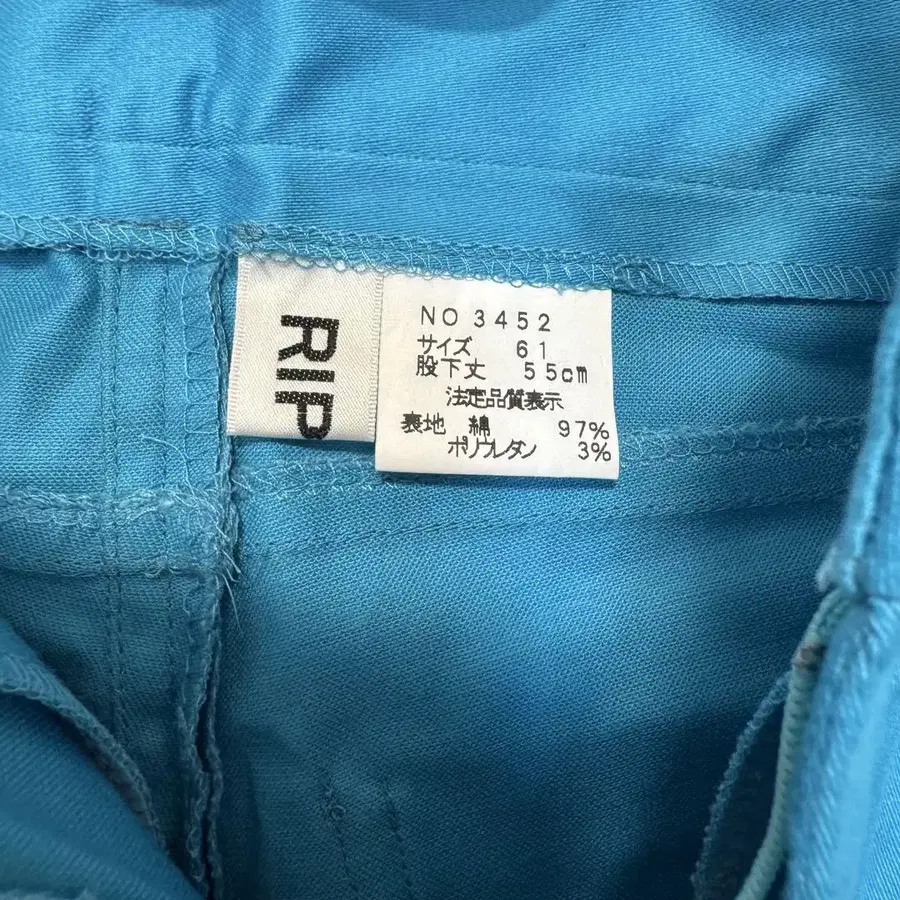 RIP
NO 3452
サイズ 61
股下丈 55cm
法定品質表示
裏地 綿 97%
ポリウレタン 3%